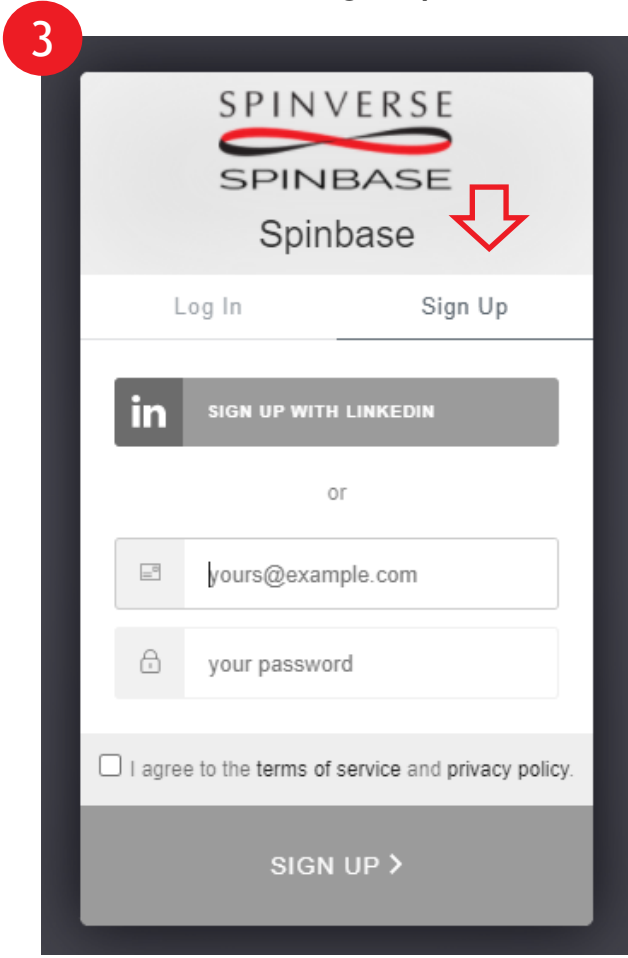 3
SPINVERSE
SPINBASE
Spinbase
Log In Sign Up
in SIGN UP WITH LINKEDIN
or
yours@example.com
your password
I agree to the terms of service and privacy policy.
SIGN UP >